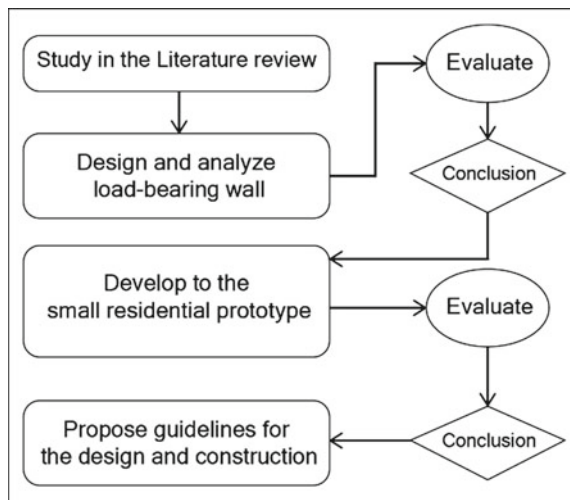 Study in the Literature review
Evaluate
Design and analyze
load-bearing wall
Conclusion
Develop to the
small residential prototype
Evaluate
Propose guidelines for
the design and construction
Conclusion